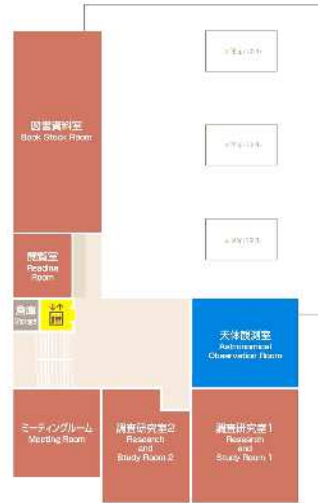 図書資料室
Book Stock Room
閲覧室
Reading
Room
倉庫
Storage
天体観測室
Astronomical
Observation Room
ミーティングルーム
Meeting Room
調査研究室2
Research
and
Study Room 2
調査研究室1
Research
and
Study Room 1